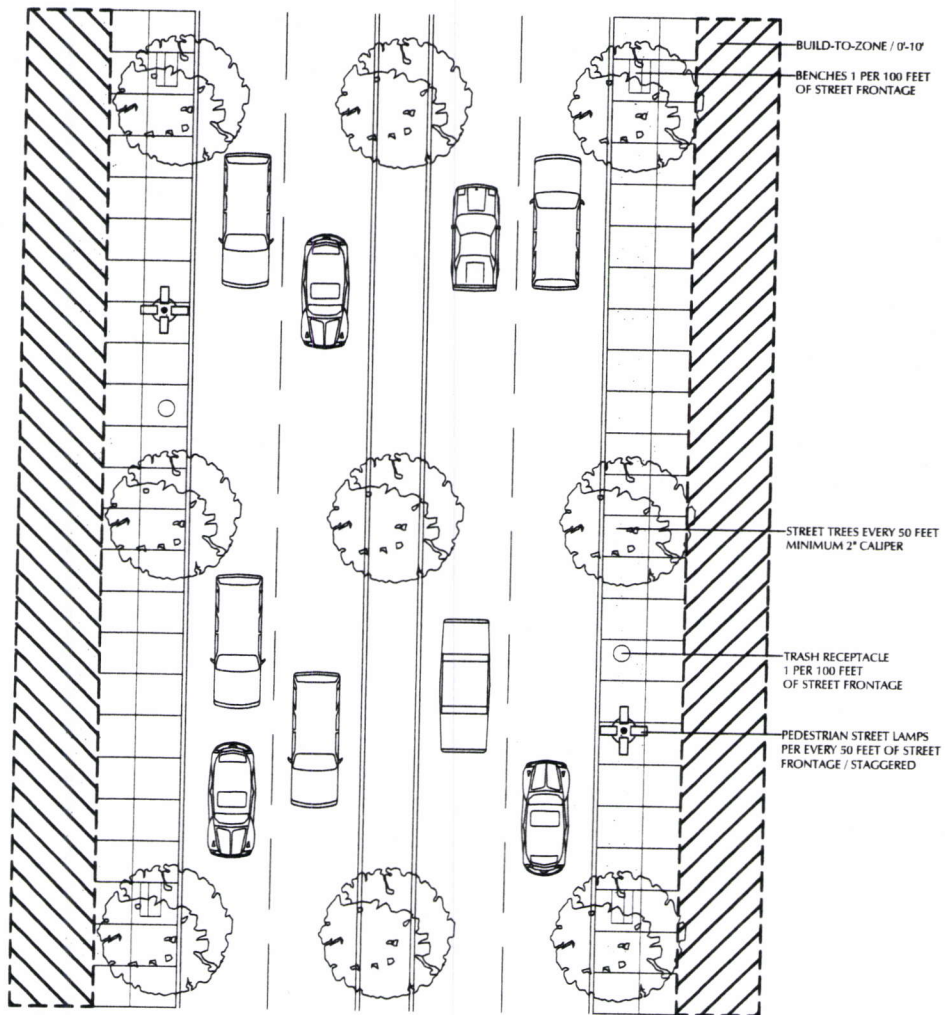 BUILD-TO-ZONE / 0'-10'
BENCHES 1 PER 100 FEET
OF STREET FRONTAGE
STREET TREES EVERY 50 FEET
MINIMUM 2" CALIPER
TRASH RECEPTACLE
1 PER 100 FEET
OF STREET FRONTAGE
PEDESTRIAN STREET LAMPS
PER EVERY 50 FEET OF STREET
FRONTAGE / STAGGERED